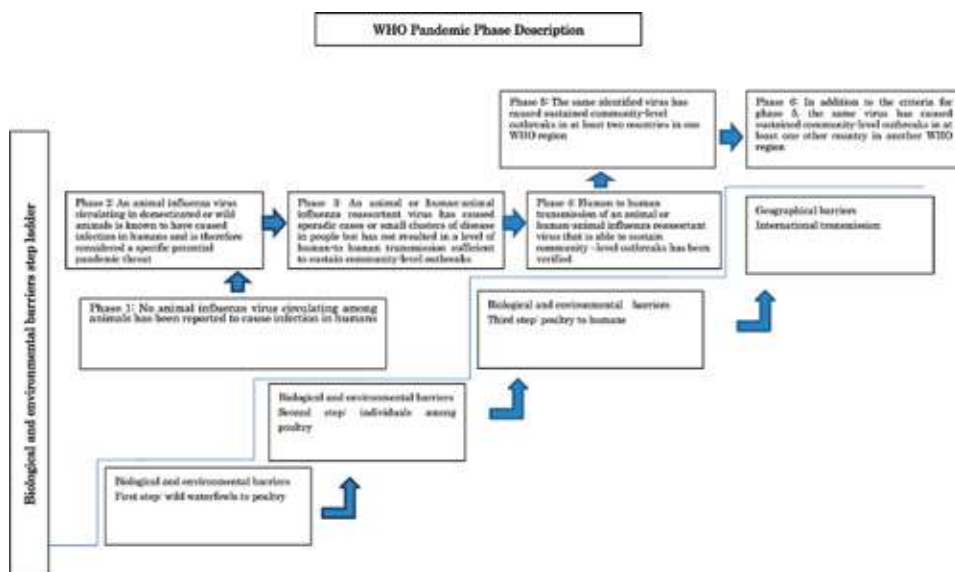 WHO Pandemic Phase Description
Phase 5: The same identified virus has
caused sustained community-level
outbreaks in at least two countries in one
WHO region
Phase 6: In addition to the criteria for
phase 5, the same virus has caused
sustained community-level outbreaks in at
least one other country in another WHO
region
Phase 2: An animal influenza virus
circulating in domesticated or wild
animals is known to have caused
infection in humans and is therefore
considered a specific potential
pandemic threat
Phase 3: An animal or human-animal
influenza reassortant virus has caused
sporadic cases or small clusters of disease
in people but has not resulted in a level of
human-to human transmission sufficient
to sustain community-level outbreaks
Phase 4: Human to human
transmission of an animal or
human-animal influenza reassortant
virus that is able to sustain
community -level outbreaks has been
verified
Geographical barriers
International transmission
Phase 1: No animal influenza virus circulating among
animals has been reported to cause infection in humans
Biological and environmental barriers
Third step/ poultry to humans
Biological and environmental barriers
Second step/ individuals among
poultry
Biological and environmental barriers
First step/ wild waterfowls to poultry
Biological and environmental barriers step ladder